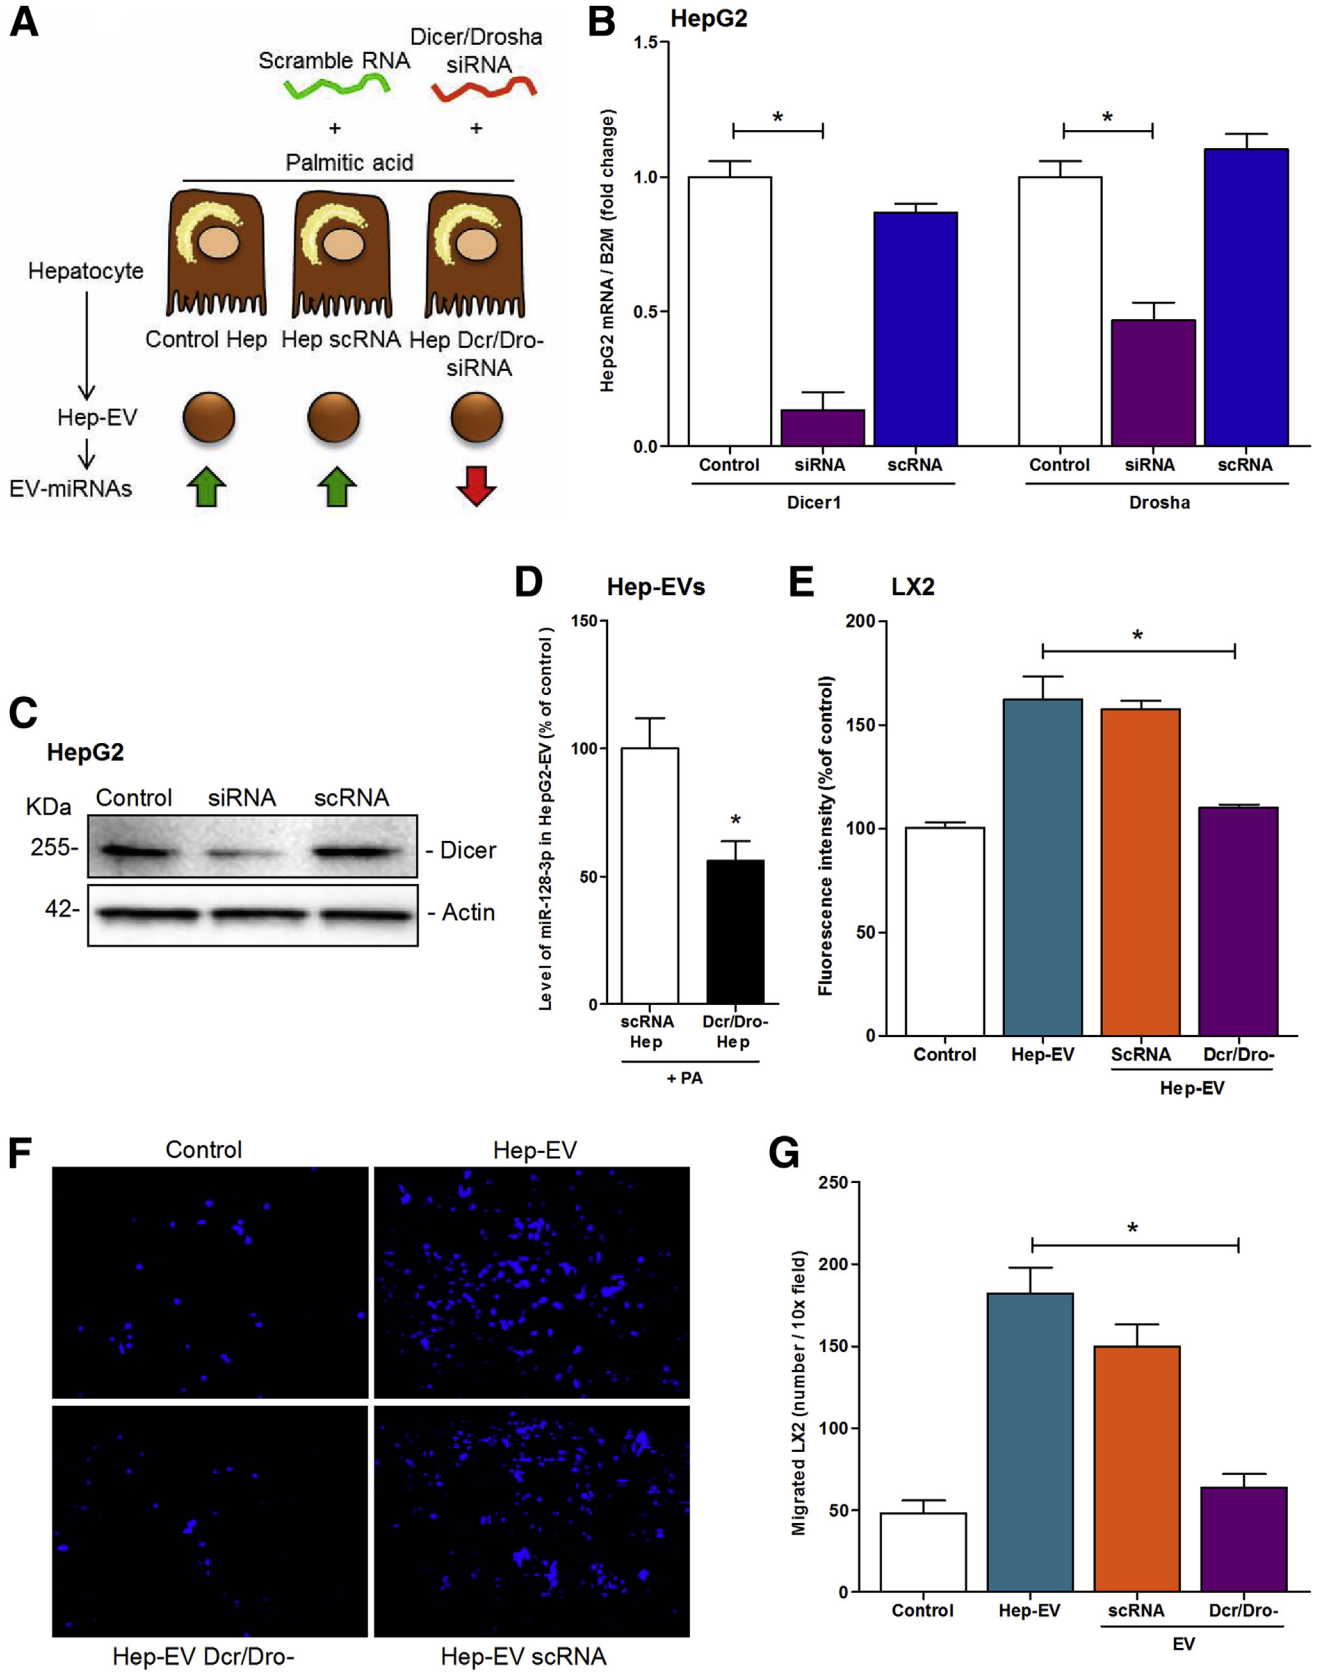 A
Scramble RNA
Dicer/Drosha
siRNA
+ +
Palmitic acid
Hepatocyte
Control Hep Hep scRNA Hep Dcr/Dro-
siRNA
Hep-EV
EV-miRNAs
B HepG2
HepG2 mRNA / B2M (fold change)
1.5
1.0
0.5
0.0
* *
Control siRNA scRNA Control siRNA scRNA
Dicer1 Drosha
C
HepG2
KDa Control siRNA scRNA
255- - Dicer
42- - Actin
D Hep-EVs
Level of miR-128-3p in HepG2-EV (% of control )
150
100
50
0
*
scRNA Dcr/Dro-
Hep Hep
+ PA
E LX2
Fluorescence intensity (%of control)
200
150
100
50
0
*
Control Hep-EV ScRNA Dcr/Dro-
Hep-EV
F Control Hep-EV
Hep-EV Dcr/Dro- Hep-EV scRNA
G
Migrated LX2 (number / 10x field)
250
200
150
100
50
0
*
Control Hep-EV scRNA Dcr/Dro-
EV